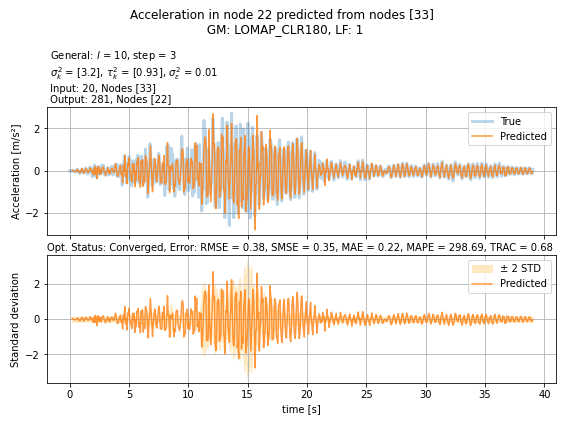 Acceleration in node 22 predicted from nodes [33]
GM: LOMAP_CLR180, LF: 1
General: l = 10, step = 3
σ²ₖ = [3.2], τ²ₖ = [0.93], σ²ε = 0.01
Input: 20, Nodes [33]
Output: 281, Nodes [22]
Acceleration [m/s²]
2
0
−2
True
Predicted
Opt. Status: Converged, Error: RMSE = 0.38, SMSE = 0.35, MAE = 0.22, MAPE = 298.69, TRAC = 0.68
Standard deviation
2
0
−2
± 2 STD
Predicted
0 5 10 15 20 25 30 35 40
time [s]